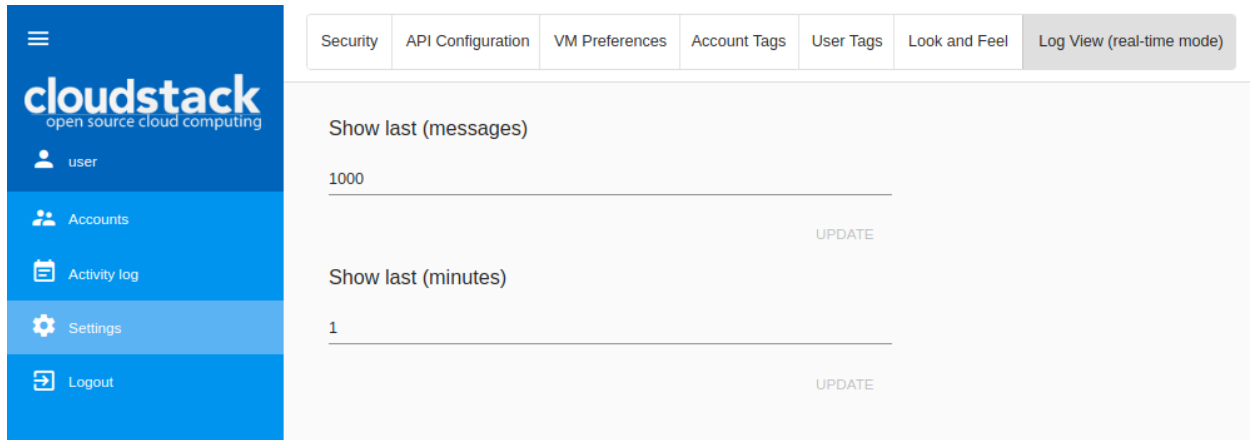 cloudstack
open source cloud computing
user
Accounts
Activity log
Settings
Logout
Security API Configuration VM Preferences Account Tags User Tags Look and Feel Log View (real-time mode)
Show last (messages)
1000
UPDATE
Show last (minutes)
1
UPDATE